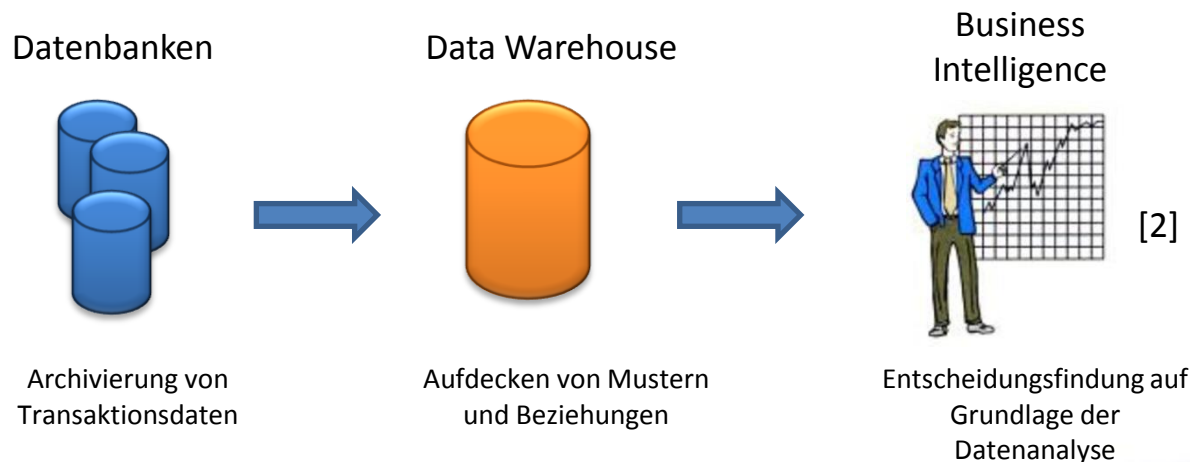 Datenbanken
Data Warehouse
Business
Intelligence
[2]
Archivierung von
Transaktionsdaten
Aufdecken von Mustern
und Beziehungen
Entscheidungsfindung auf
Grundlage der
Datenanalyse